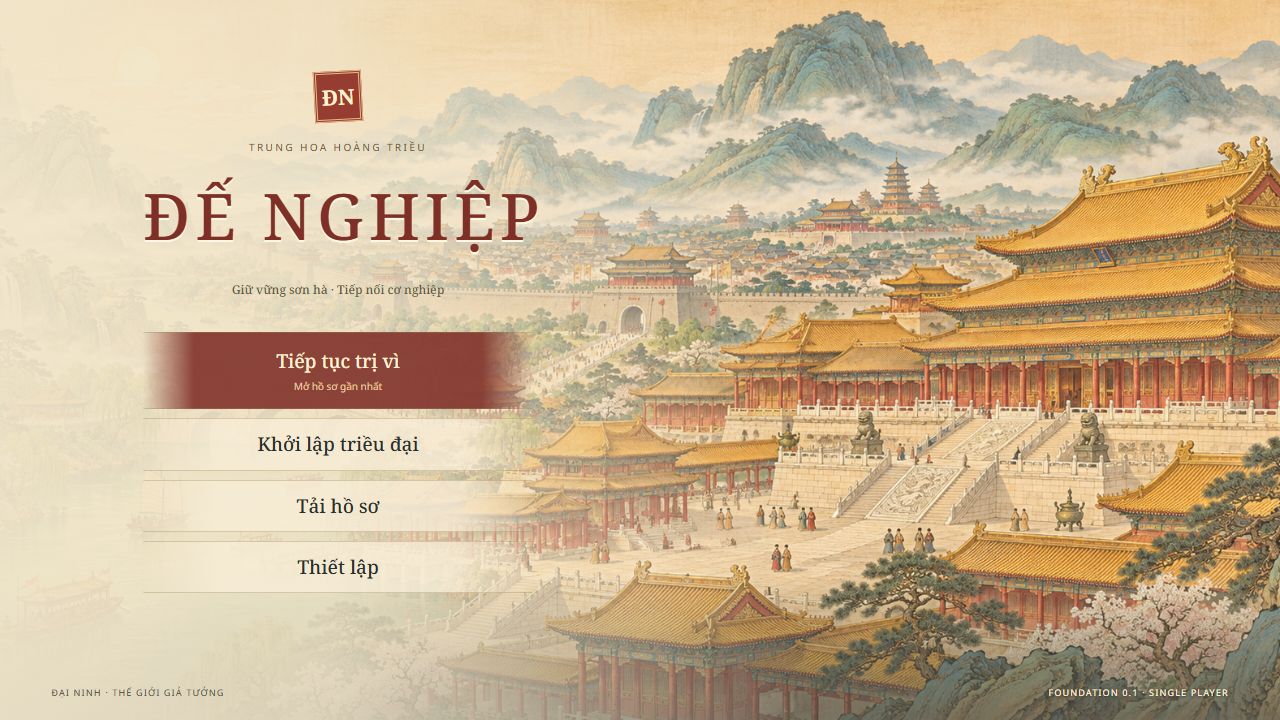 ĐN
TRUNG HOA HOÀNG TRIỀU
ĐẾ NGHIỆP
Giữ vững sơn hà · Tiếp nối cơ nghiệp
Tiếp tục trị vì
Mở hồ sơ gần nhất
Khởi lập triều đại
Tải hồ sơ
Thiết lập
ĐẠI NINH · THẾ GIỚI GIẢ TƯỞNG
FOUNDATION 0.1 · SINGLE PLAYER